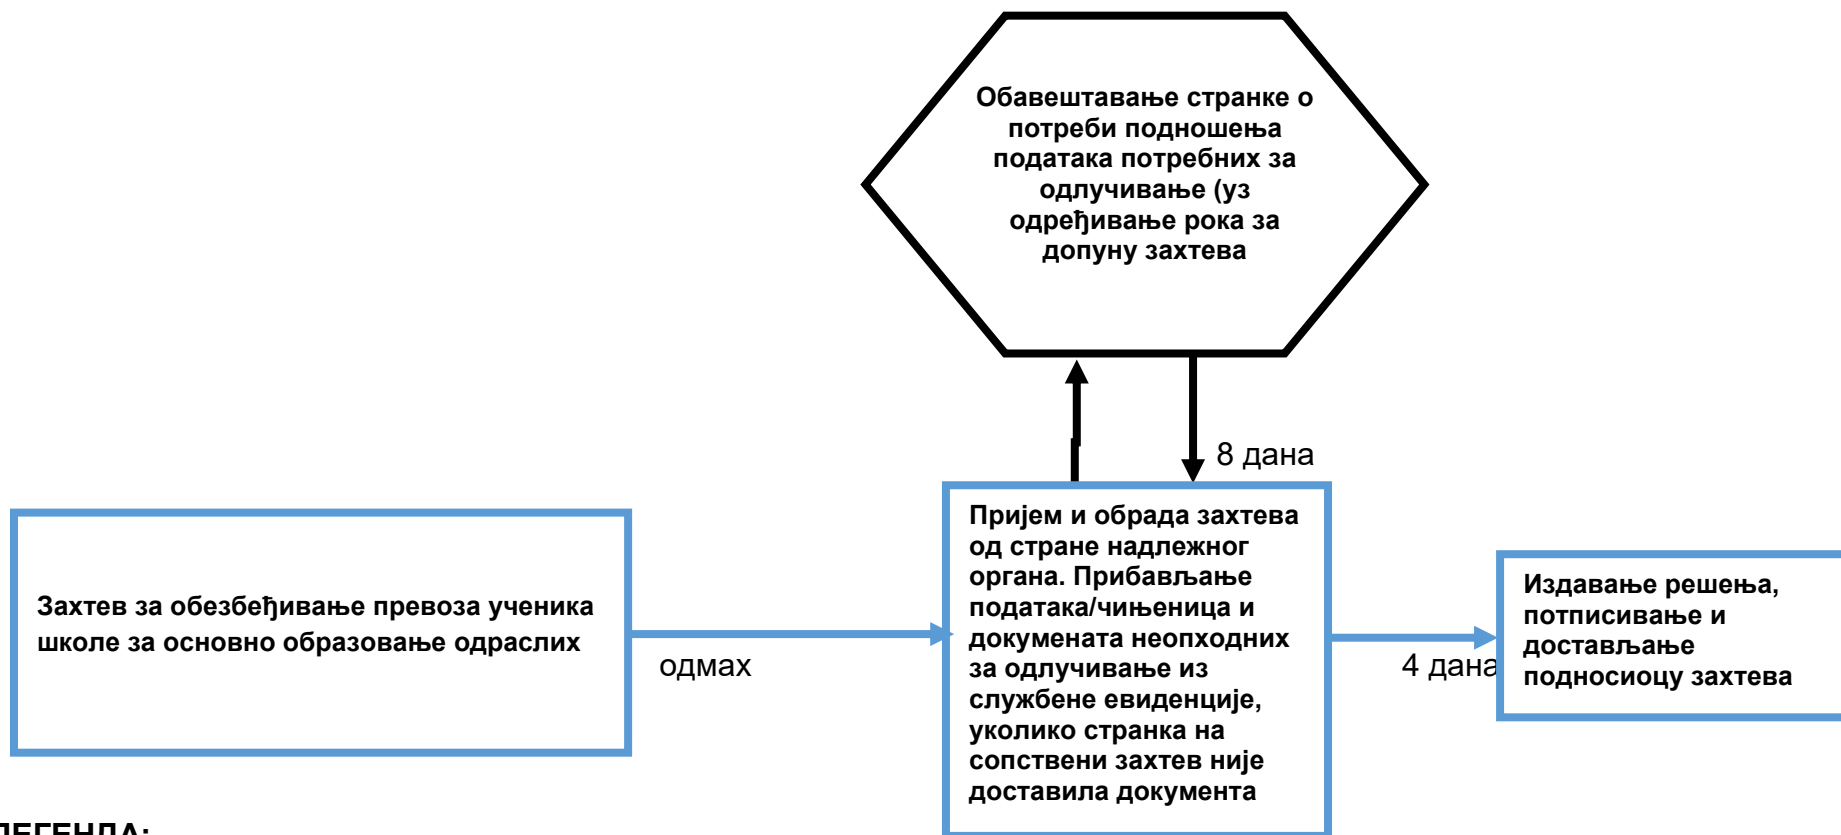 Обавештавање странке о
потреби подношења
података потребних за
одлучивање (уз
одређивање рока за
допуну захтева
8 дана
Захтев за обезбеђивање превоза ученика
школе за основно образовање одраслих
одмах
Пријем и обрада захтева
од стране надлежног
органа. Прибављање
података/чињеница и
докумената неопходних
за одлучивање из
службене евиденције,
уколико странка на
сопствени захтев није
доставила документа
4 дана
Издавање решења,
потписивање и
достављање
подносиоцу захтева
ЛЕГЕНДА: